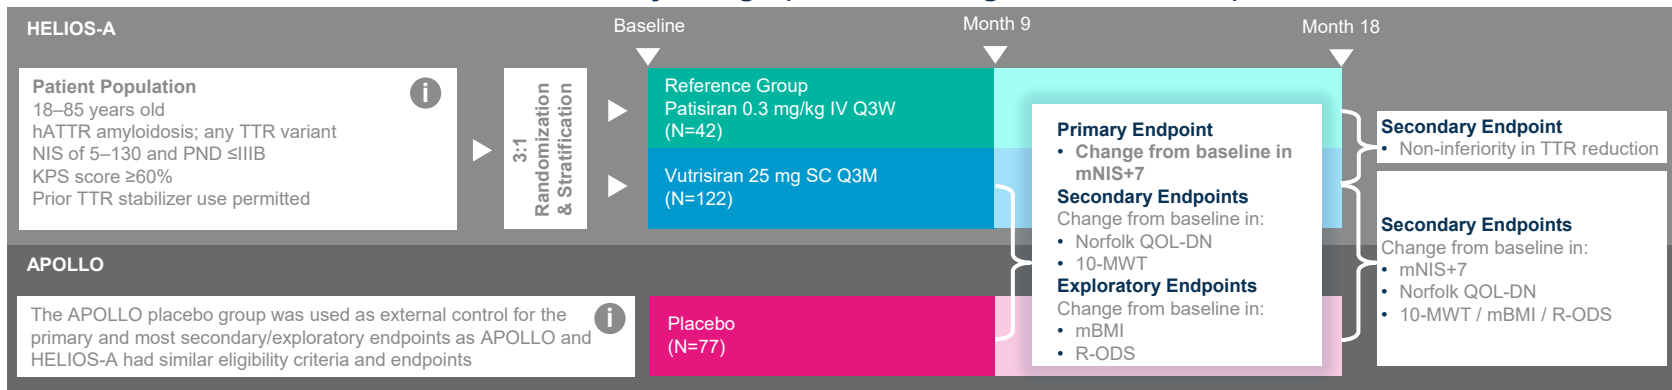 HELIOS-A
Baseline
Month 9
Month 18
Patient Population
18–85 years old
hATTR amyloidosis; any TTR variant
NIS of 5–130 and PND ≤IIIB
KPS score ≥60%
Prior TTR stabilizer use permitted
i
3:1
Randomization
& Stratification
Reference Group
Patisiran 0.3 mg/kg IV Q3W
(N=42)
Vutrisiran 25 mg SC Q3M
(N=122)
Primary Endpoint
• Change from baseline in
mNIS+7
Secondary Endpoints
Change from baseline in:
• Norfolk QOL-DN
• 10-MWT
Exploratory Endpoints
Change from baseline in:
• mBMI
• R-ODS
Secondary Endpoint
• Non-inferiority in TTR reduction
Secondary Endpoints
Change from baseline in:
• mNIS+7
• Norfolk QOL-DN
• 10-MWT / mBMI / R-ODS
APOLLO
The APOLLO placebo group was used as external control for the
primary and most secondary/exploratory endpoints as APOLLO and
HELIOS-A had similar eligibility criteria and endpoints
i
Placebo
(N=77)